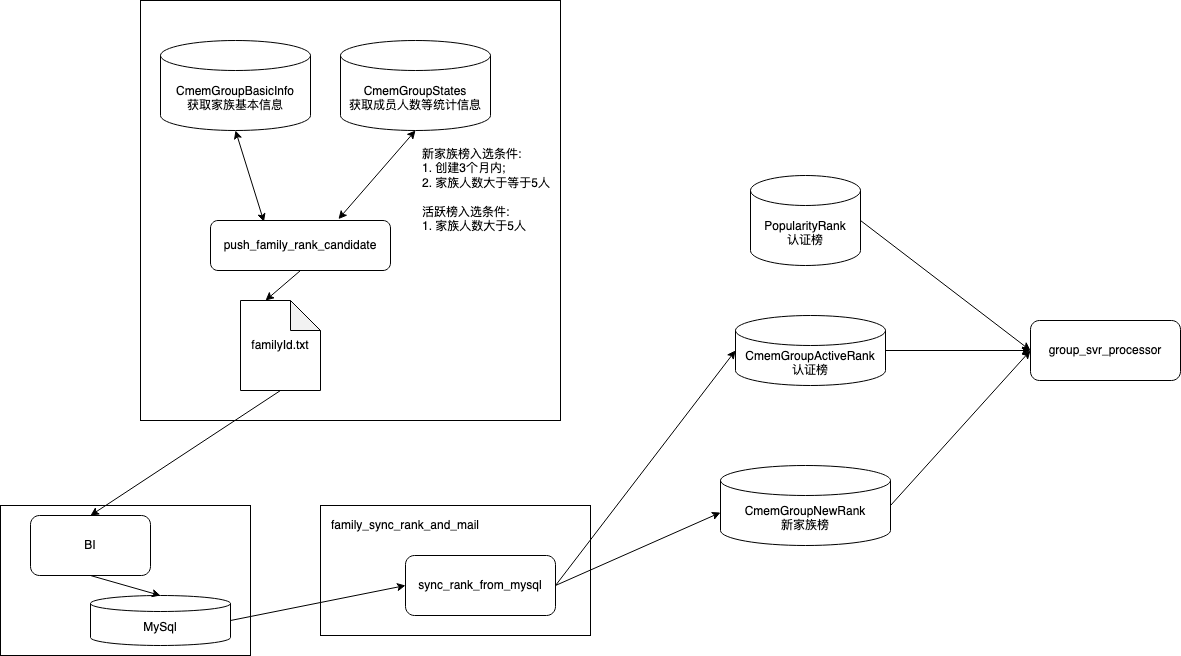 CmemGroupBasicInfo
获取家族基本信息
CmemGroupStates
获取成员人数等统计信息
新家族榜入选条件:
1. 创建3个月内;
2. 家族人数大于等于5人
活跃榜入选条件:
1. 家族人数大于5人
push_family_rank_candidate
familyId.txt
PopularityRank
认证榜
CmemGroupActiveRank
认证榜
group_svr_processor
CmemGroupNewRank
新家族榜
BI
MySql
family_sync_rank_and_mail
sync_rank_from_mysql